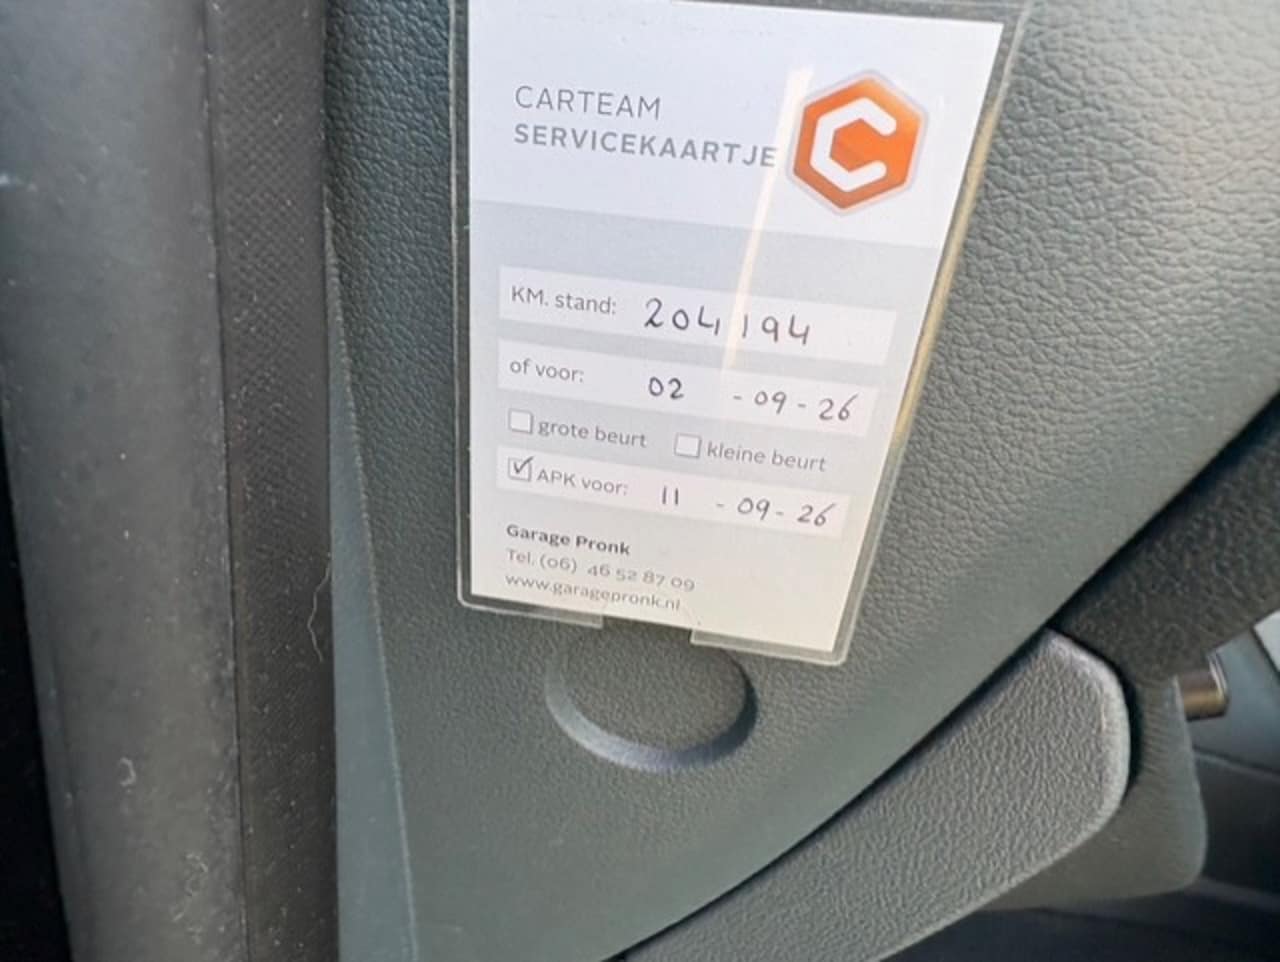 CARTEAM
SERVICEKAARTJE
KM. stand: 204194
of voor: 02 - 09 - 26
grote beurt kleine beurt
APK voor: 11 - 09 - 26
Garage Pronk
Tel. (06) 46 52 87 09
www.garagepronk.nl